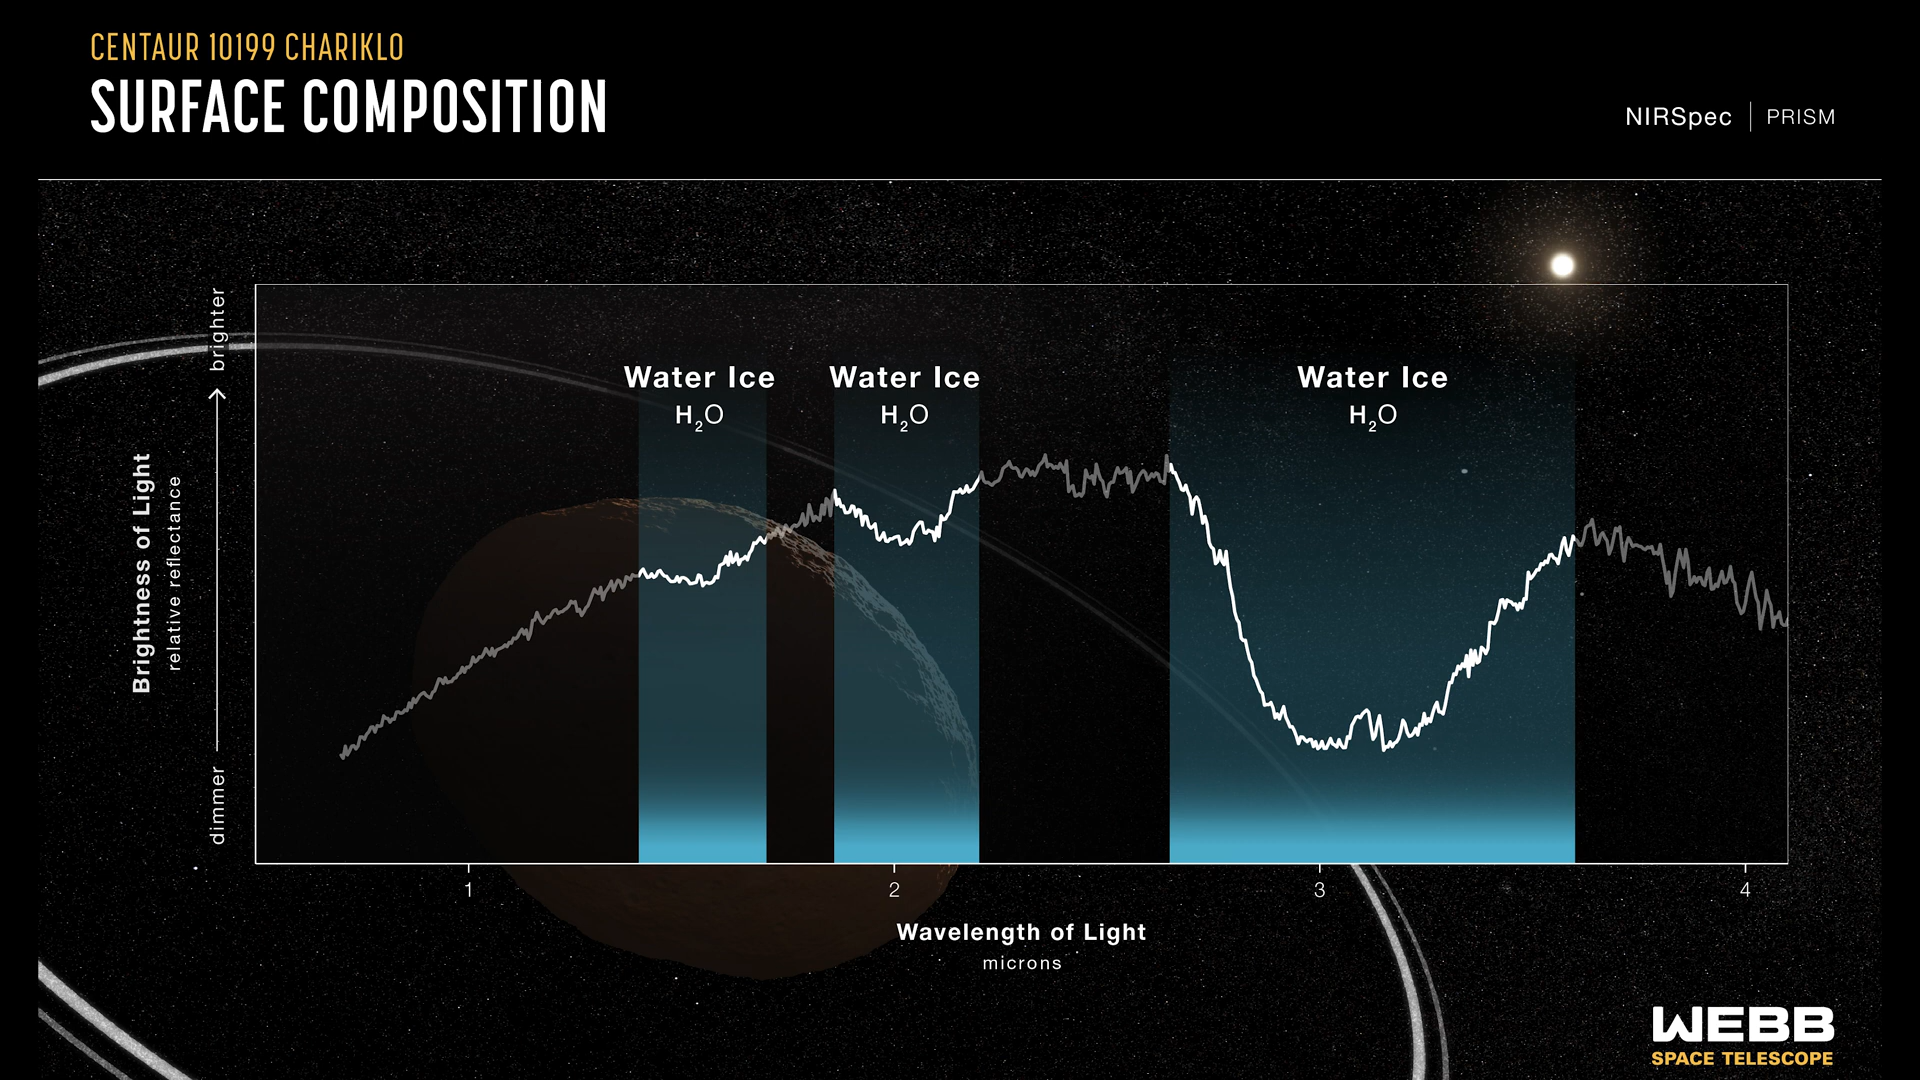 CENTAUR 10199 CHARIKLO
SURFACE COMPOSITION
NIRSpec | PRISM
brighter
Brightness of Light
relative reflectance
dimmer
Water Ice
H₂O
Water Ice
H₂O
Water Ice
H₂O
1
2
3
4
Wavelength of Light
microns
WEBB
SPACE TELESCOPE